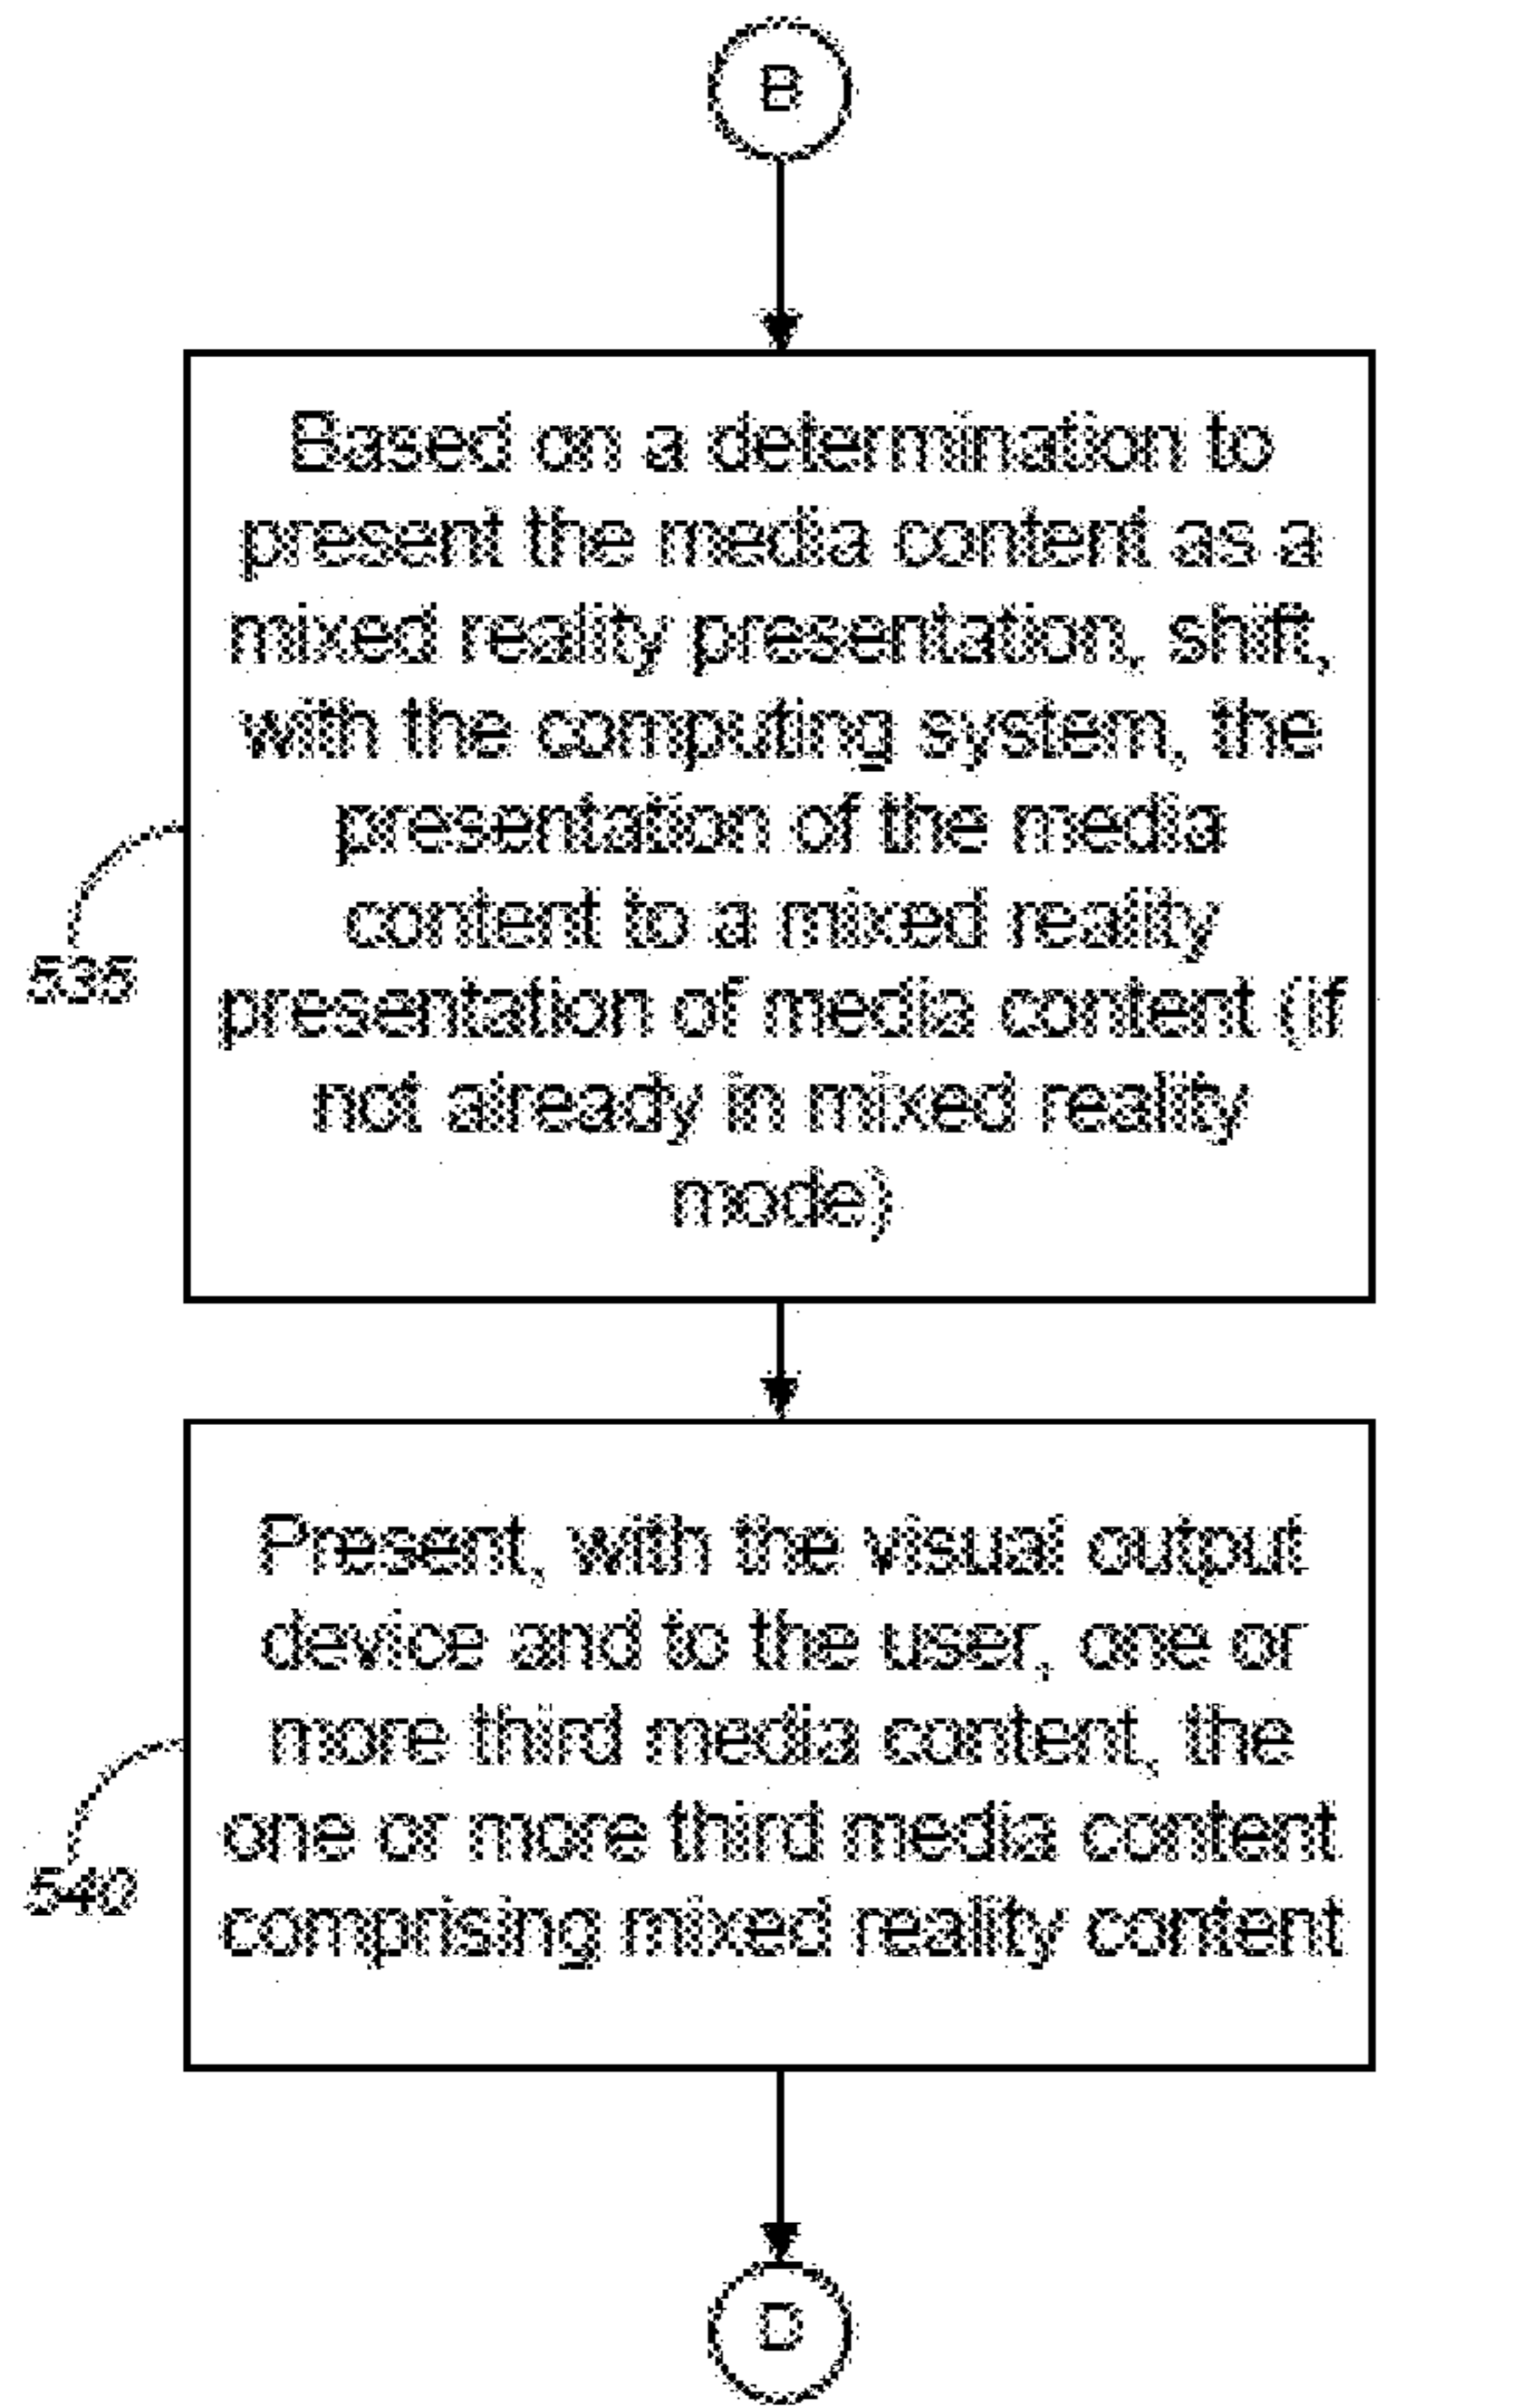 B
Based on a determination to
present the media content as a
mixed reality presentation, shift,
with the computing system, the
presentation of the media
content to a mixed reality
presentation of media content (if
not already in mixed reality
mode)
535
Present, with the visual output
device and to the user, one or
more third media content, the
one or more third media content
comprising mixed reality content
540
D